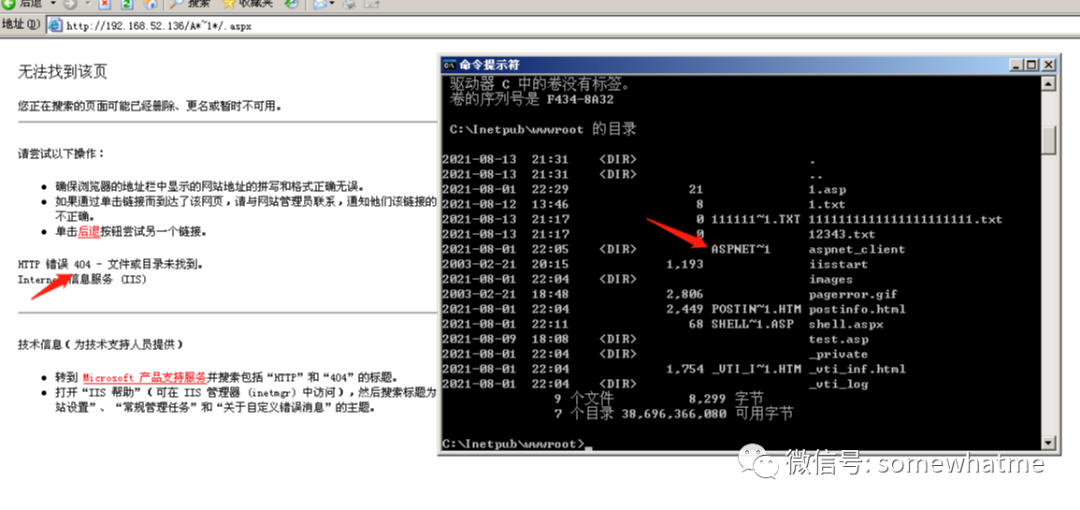 后退
搜索
收藏夹
地址(D)
http://192.168.52.136/A*~1*/.aspx
无法找到该页
您正在搜索的页面可能已经删除、更名或暂时不可用。
请尝试以下操作：
确保浏览器的地址栏中显示的网站地址的拼写和格式正确无误。
如果通过单击链接而到达了该网页，请与网站管理员联系，通知他们该链接的
不正确。
单击后退按钮尝试另一个链接。
HTTP 错误 404 - 文件或目录未找到。
Intern 信息服务 (IIS)
技术信息（为技术支持人员提供）
转到 Microsoft 产品支持服务并搜索包括“HTTP”和“404”的标题。
打开“IIS 帮助”（可在 IIS 管理器 (inetmgr) 中访问），然后搜索标题为
站设置”、“常规管理任务”和“关于自定义错误消息”的主题。
命令提示符
驱动器 C 中的卷没有标签。
卷的序列号是 F434-8A32
C:\Inetpub\wwwroot 的目录
2021-08-13 21:31 <DIR> .
2021-08-13 21:31 <DIR> ..
2021-08-01 22:29 21 1.asp
2021-08-12 13:46 8 1.txt
2021-08-13 21:17 0 111111~1.TXT 11111111111111111111111.txt
2021-08-13 21:17 0 12343.txt
2021-08-01 22:05 <DIR> ASPNET~1 aspnet_client
2003-02-21 20:15 1,193 iisstart
2021-08-01 22:04 <DIR> images
2003-02-21 18:48 2,806 pagerror.gif
2021-08-01 22:04 2,449 POSTIN~1.HTM postinfo.html
2021-08-01 22:11 68 SHELL~1.ASP shell.aspx
2021-08-09 18:08 <DIR> test.asp
2021-08-01 22:04 <DIR> _private
2021-08-01 22:04 1,754 _VTI_I~1.HTM _vti_inf.html
2021-08-01 22:04 <DIR> _vti_log
9 个文件 8,299 字节
7 个目录 38,696,366,080 可用字节
C:\Inetpub\wwwroot>_
微信号: somewhatme